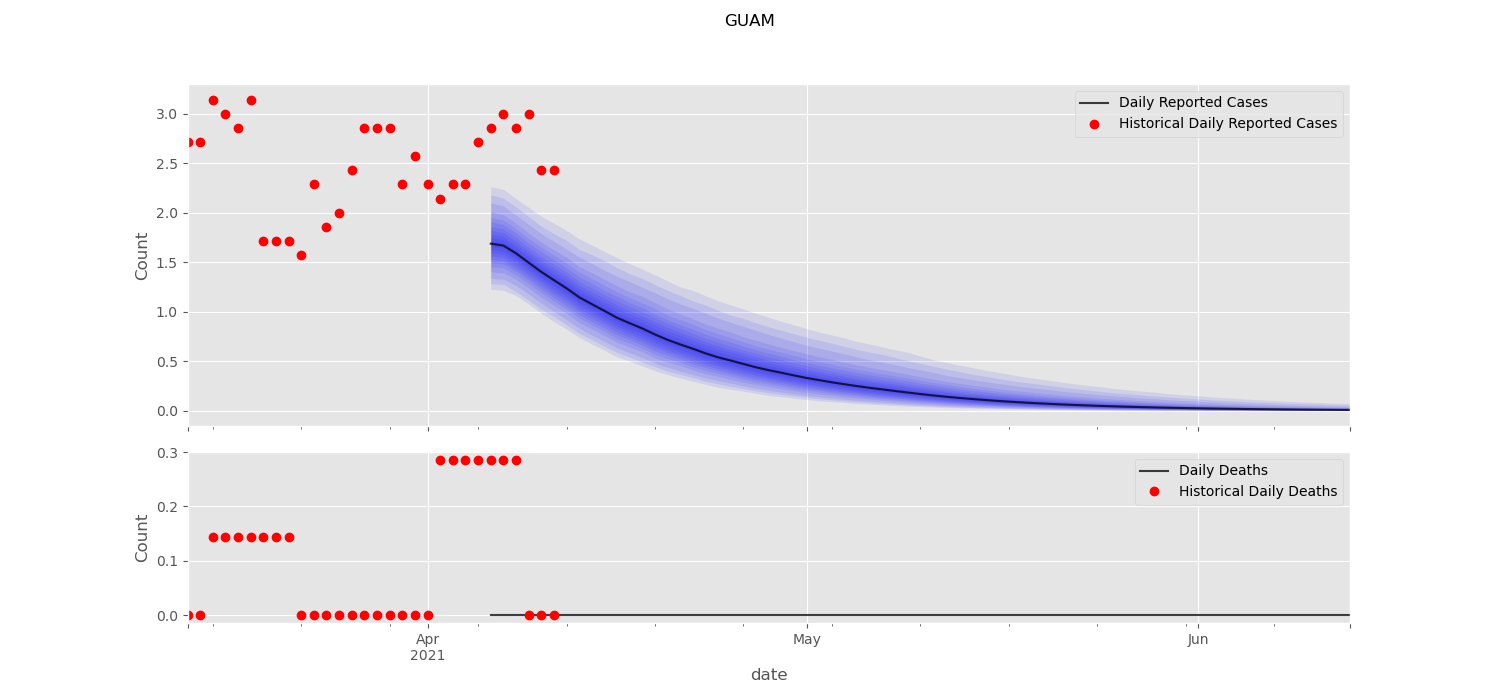 GUAM
Daily Reported Cases
Historical Daily Reported Cases
3.0
2.5
2.0
1.5
1.0
0.5
0.0
Count
Daily Deaths
Historical Daily Deaths
0.3
0.2
0.1
0.0
Count
Apr
2021
May
Jun
date